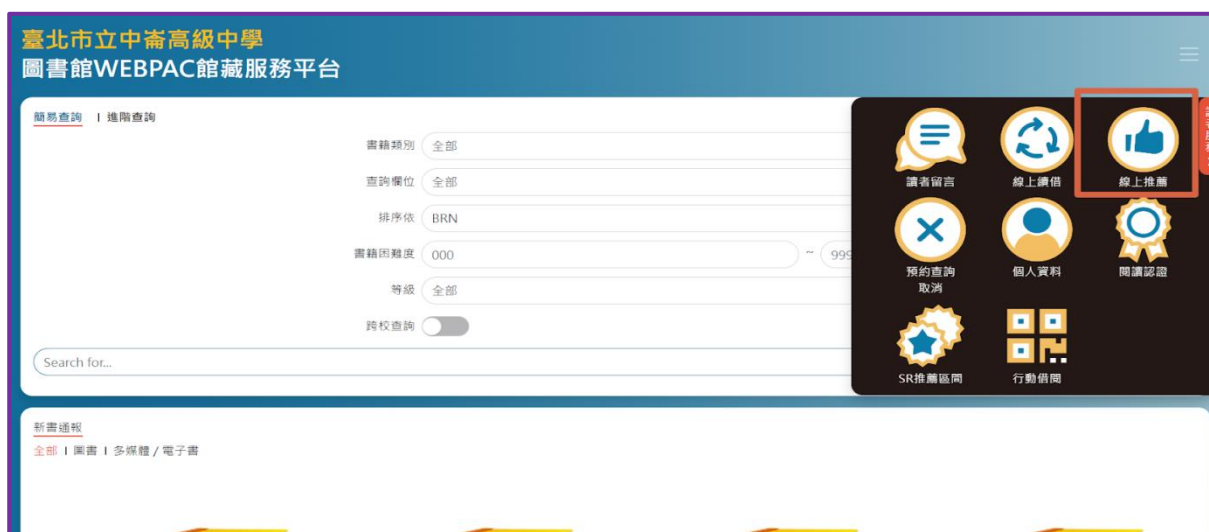 臺北市立中崙高級中學
圖書館WEBPAC館藏服務平台
簡易查詢 | 進階查詢
書籍類別 全部
查詢欄位 全部
排序依 BRN
書籍困難度 000 ~ 999
等級 全部
跨校查詢
Search for...
讀者留言 線上續借 線上推薦
預約查詢 個人資料 閱讀認證
取消
SR推薦區間 行動借閱
新書通報
全部 | 圖書 | 多媒體 / 電子書